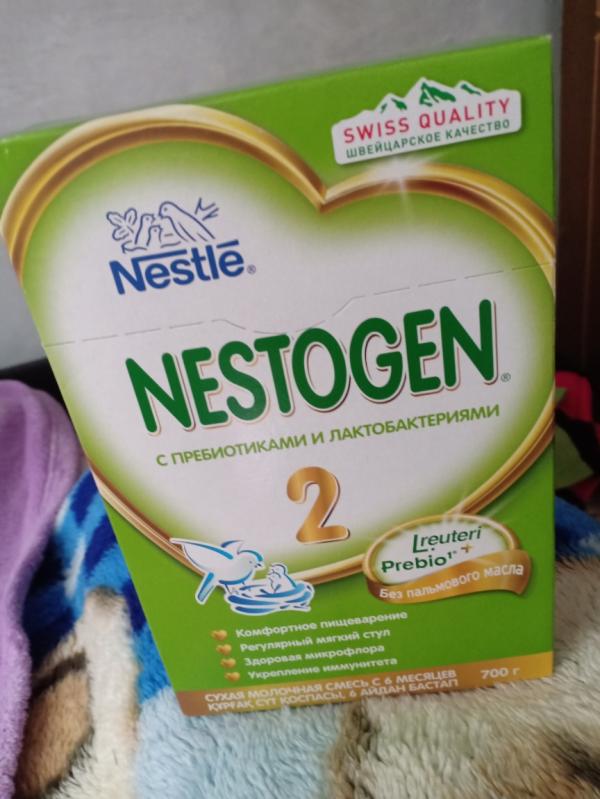 SWISS QUALITY
ШВЕЙЦАРСКОЕ КАЧЕСТВО
Nestlé®
NESTOGEN®
С ПРЕБИОТИКАМИ И ЛАКТОБАКТЕРИЯМИ
2
L.reuteri
Prebio1® +
Без пальмового масла
Комфортное пищеварение
Регулярный мягкий стул
Здоровая микрофлора
Укрепление иммунитета
СУХАЯ МОЛОЧНАЯ СМЕСЬ С 6 МЕСЯЦЕВ 700 г
ҚҰРҒАҚ СҮТ ҚОСПАСЫ, 6 АЙДАН БАСТАП